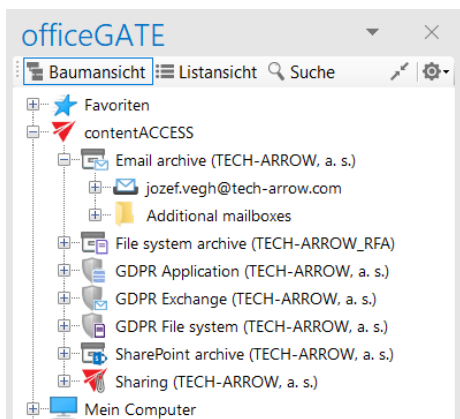 officeGATE
Baumansicht Listansicht Suche
Favoriten
contentACCESS
Email archive (TECH-ARROW, a. s.)
jozef.vegh@tech-arrow.com
Additional mailboxes
File system archive (TECH-ARROW_RFA)
GDPR Application (TECH-ARROW, a. s.)
GDPR Exchange (TECH-ARROW, a. s.)
GDPR File system (TECH-ARROW, a. s.)
SharePoint archive (TECH-ARROW, a. s.)
Sharing (TECH-ARROW, a. s.)
Mein Computer